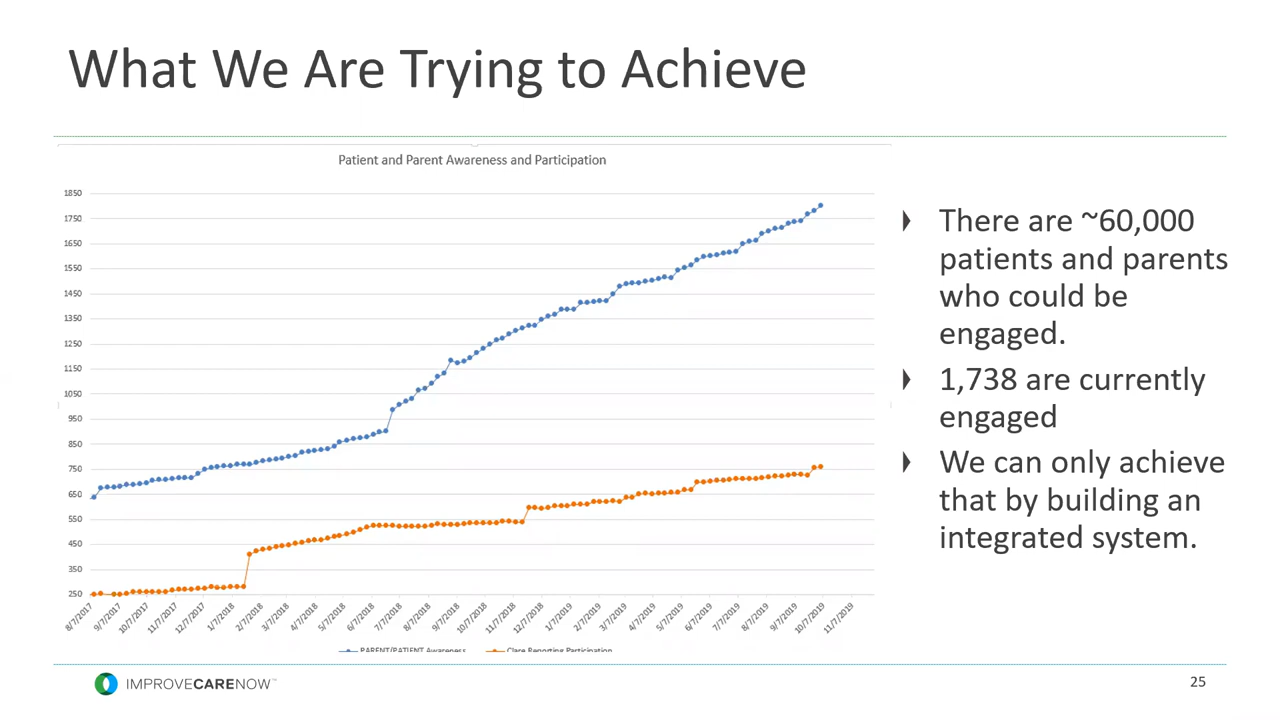 What We Are Trying to Achieve
Patient and Parent Awareness and Participation
1850
1750
1650
1550
1450
1350
1250
1150
1050
950
850
750
650
550
450
350
250
8/7/2017 9/7/2017 10/7/2017 11/7/2017 12/7/2017 1/7/2018 2/7/2018 3/7/2018 4/7/2018 5/7/2018 6/7/2018 7/7/2018 8/7/2018 9/7/2018 10/7/2018 11/7/2018 12/7/2018 1/7/2019 2/7/2019 3/7/2019 4/7/2019 5/7/2019 6/7/2019 7/7/2019 8/7/2019 9/7/2019 10/7/2019 11/7/2019
PARENT/PATIENT Awareness Clare Reporting Participation
There are ~60,000
patients and parents
who could be
engaged.
1,738 are currently
engaged
We can only achieve
that by building an
integrated system.
IMPROVECARENOW™
25